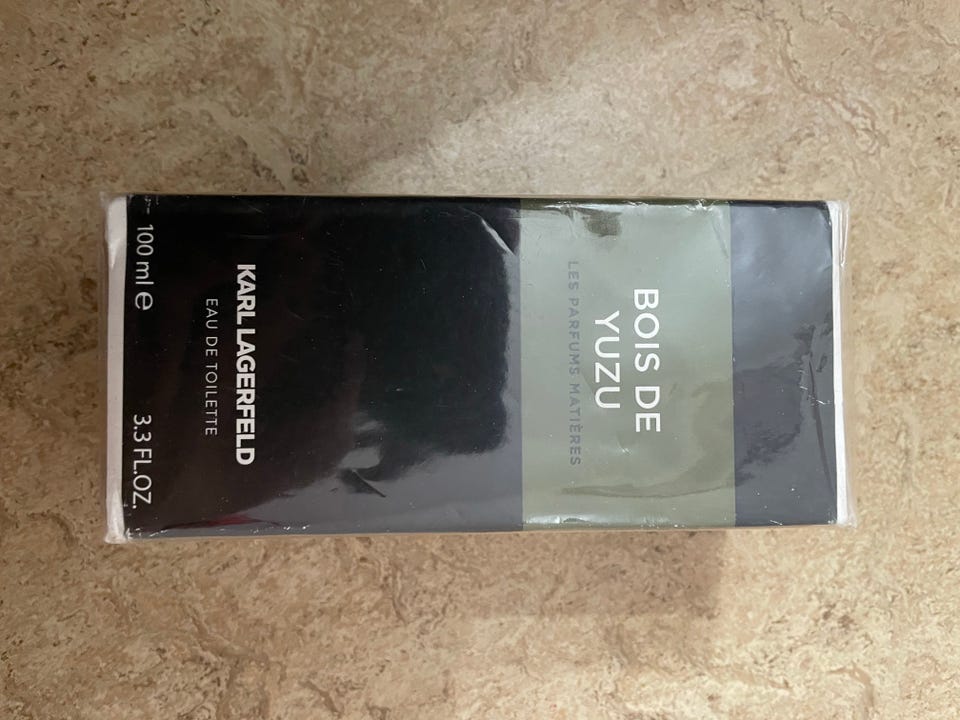 BOIS DE
YUZU
LES PARFUMS MATIÈRES
KARL LAGERFELD
EAU DE TOILETTE
100 ml ℮ 3.3 FL.OZ.